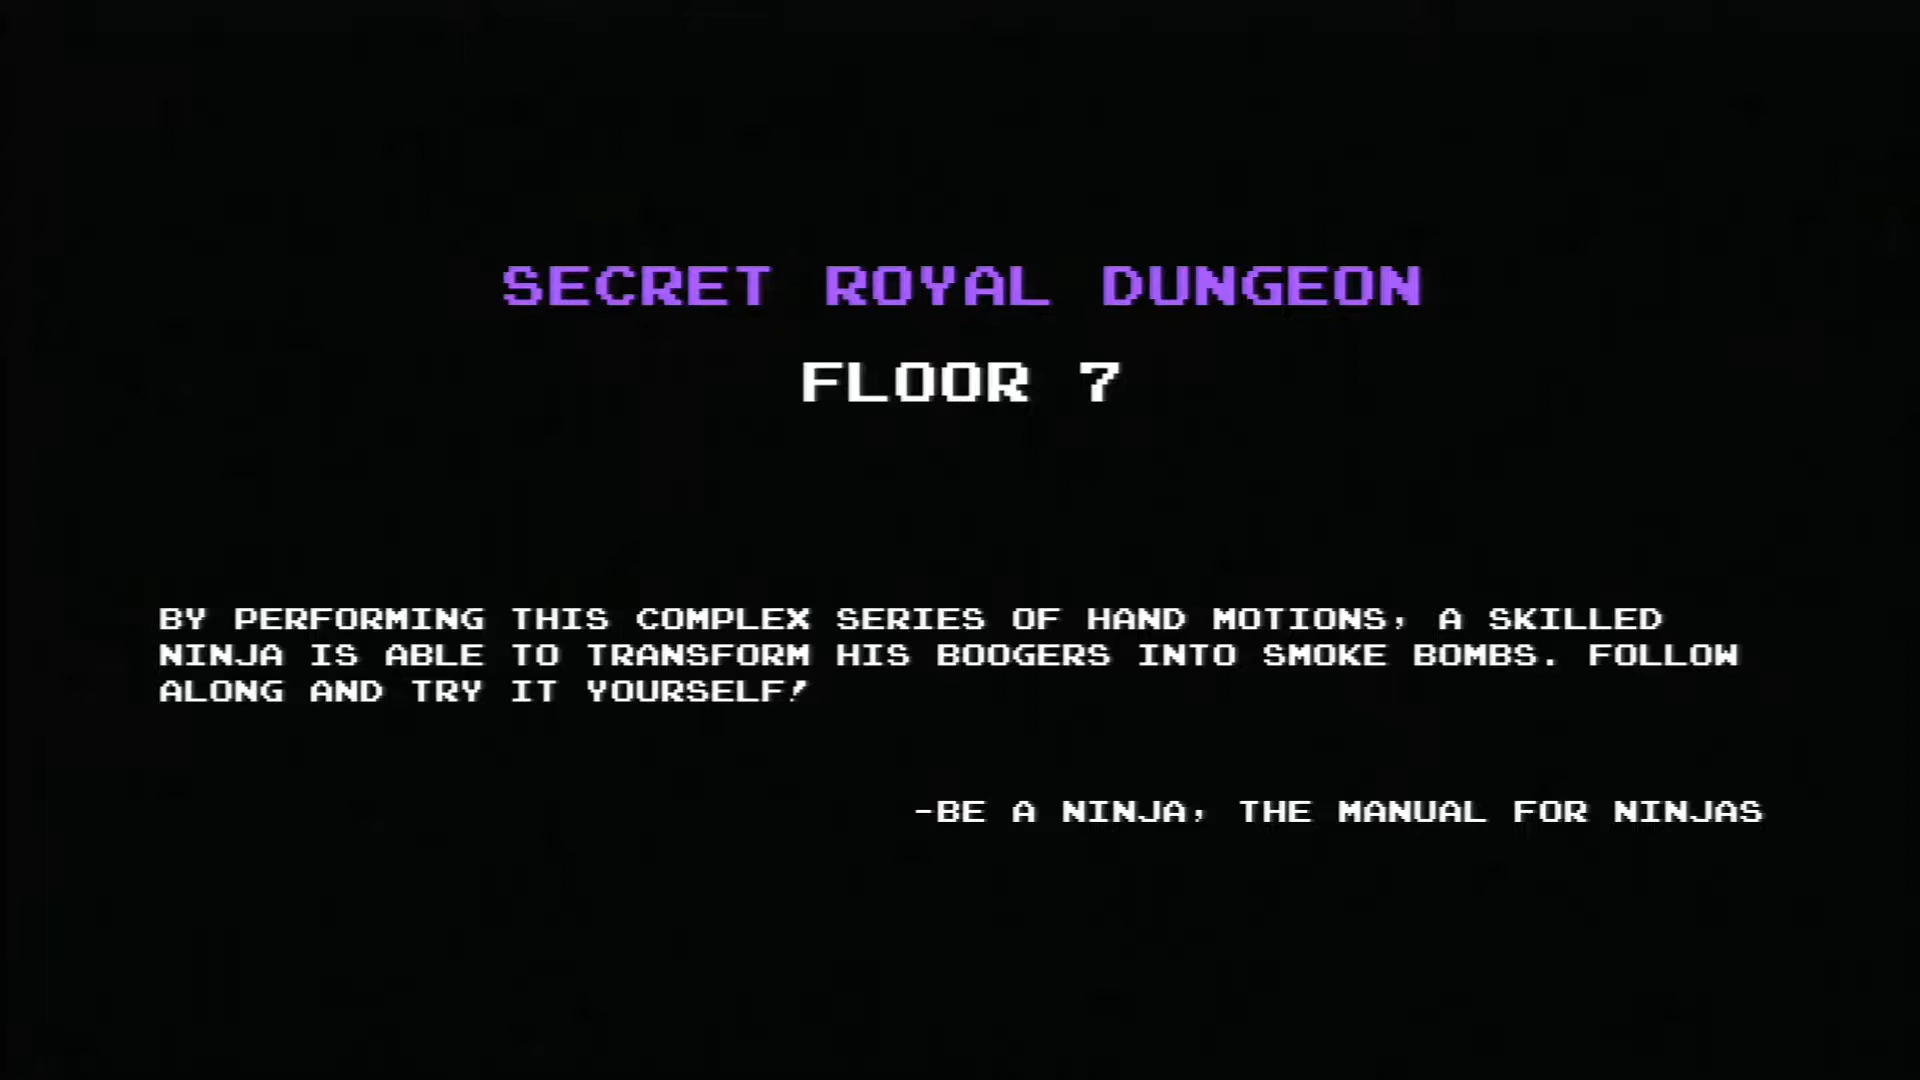 SECRET ROYAL DUNGEON
FLOOR 7
BY PERFORMING THIS COMPLEX SERIES OF HAND MOTIONS, A SKILLED
NINJA IS ABLE TO TRANSFORM HIS BOOGERS INTO SMOKE BOMBS. FOLLOW
ALONG AND TRY IT YOURSELF!
-BE A NINJA, THE MANUAL FOR NINJAS